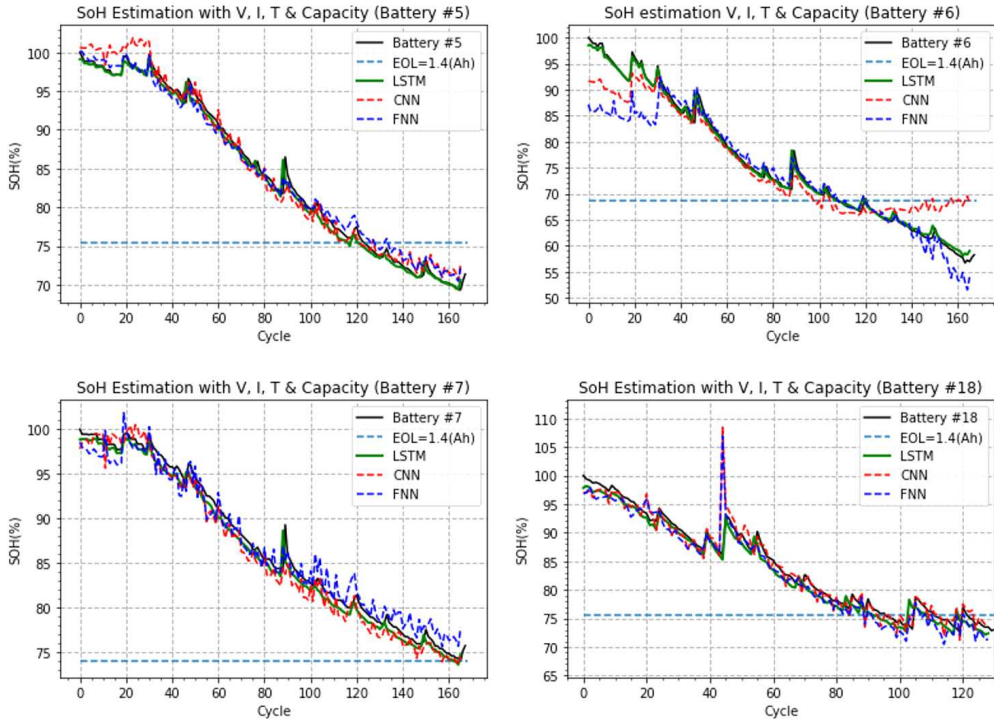 SoH Estimation with V, I, T & Capacity (Battery #5)
SOH(%)
100
95
90
85
80
75
70
Battery #5
EOL=1.4(Ah)
LSTM
CNN
FNN
0 20 40 60 80 100 120 140 160
Cycle
SoH estimation V, I, T & Capacity (Battery #6)
SOH(%)
100
95
90
85
80
75
70
65
60
55
50
Battery #6
EOL=1.4(Ah)
LSTM
CNN
FNN
0 20 40 60 80 100 120 140 160
Cycle
SoH Estimation with V, I, T & Capacity (Battery #7)
SOH(%)
100
95
90
85
80
75
Battery #7
EOL=1.4(Ah)
LSTM
CNN
FNN
0 20 40 60 80 100 120 140 160
Cycle
SoH Estimation with V, I, T & Capacity (Battery #18)
SOH(%)
110
105
100
95
90
85
80
75
70
65
Battery #18
EOL=1.4(Ah)
LSTM
CNN
FNN
0 20 40 60 80 100 120
Cycle